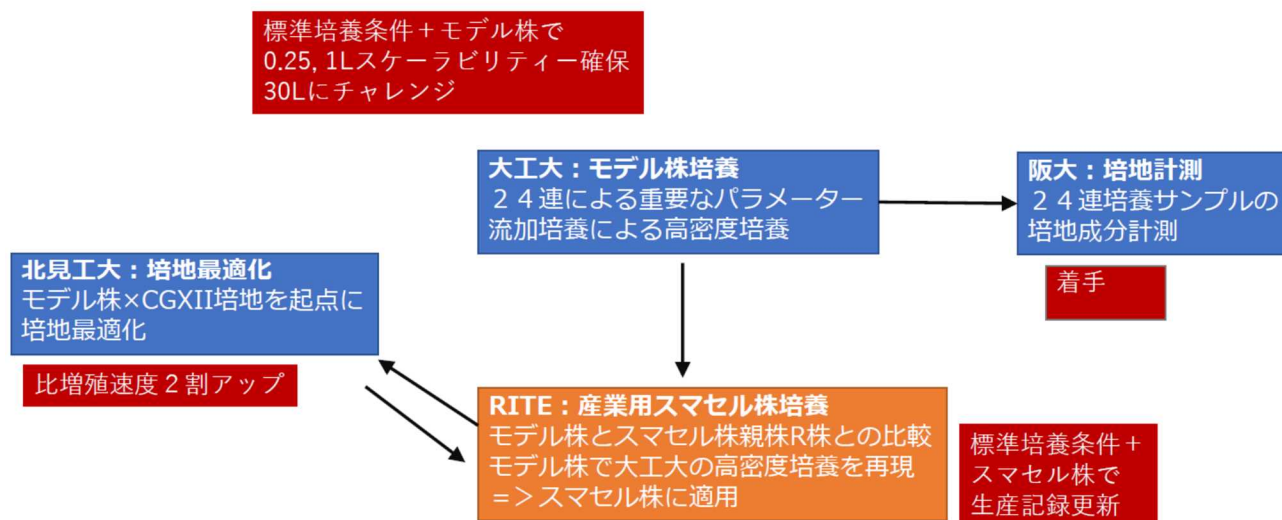 標準培養条件＋モデル株で
0.25, 1Lスケーラビリティー確保
30Lにチャレンジ
大工大：モデル株培養
２４連による重要なパラメーター
流加培養による高密度培養
阪大：培地計測
２４連培養サンプルの
培地成分計測
着手
北見工大：培地最適化
モデル株×CGXII培地を起点に
培地最適化
比増殖速度２割アップ
RITE：産業用スマセル株培養
モデル株とスマセル株親株R株との比較
モデル株で大工大の高密度培養を再現
＝＞スマセル株に適用
標準培養条件＋
スマセル株で
生産記録更新